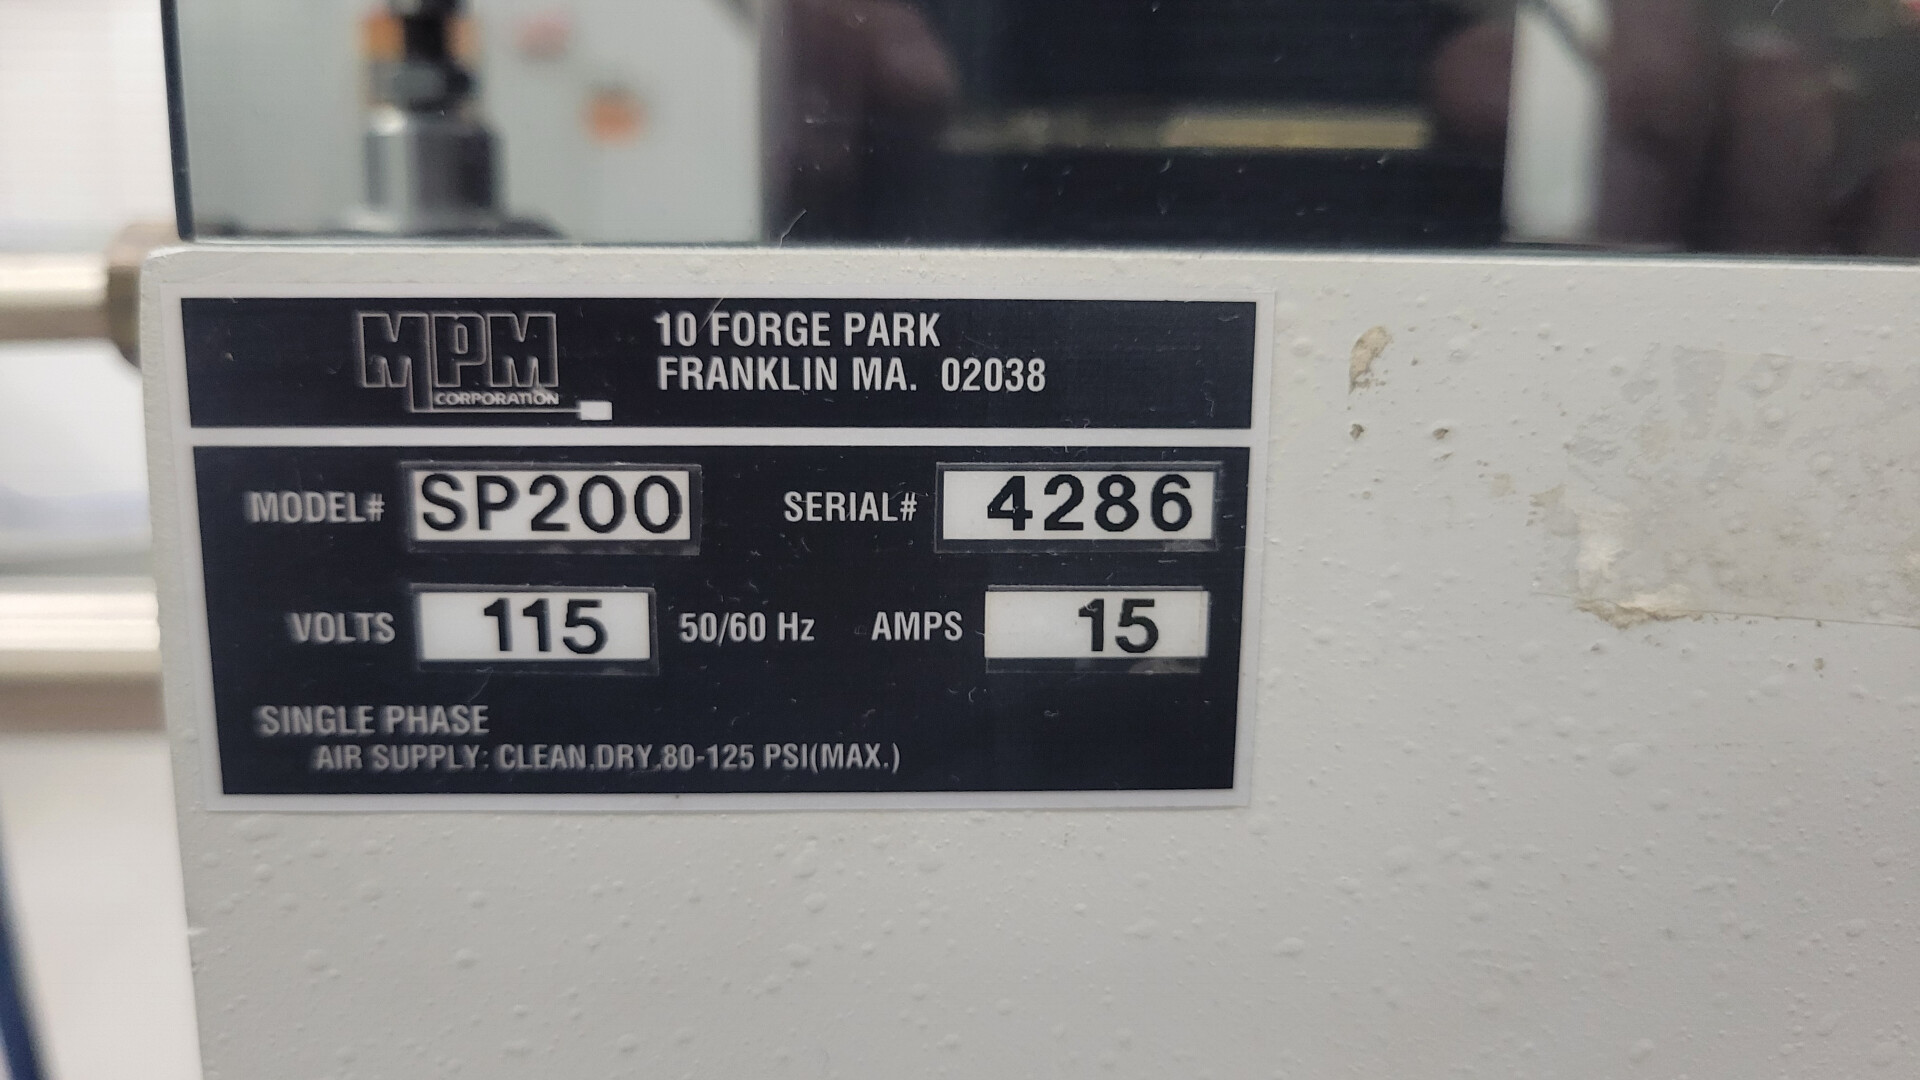 MPM
CORPORATION
10 FORGE PARK
FRANKLIN MA. 02038
MODEL# SP200 SERIAL# 4286
VOLTS 115 50/60 Hz AMPS 15
SINGLE PHASE
AIR SUPPLY: CLEAN.DRY.80-125 PSI(MAX.)